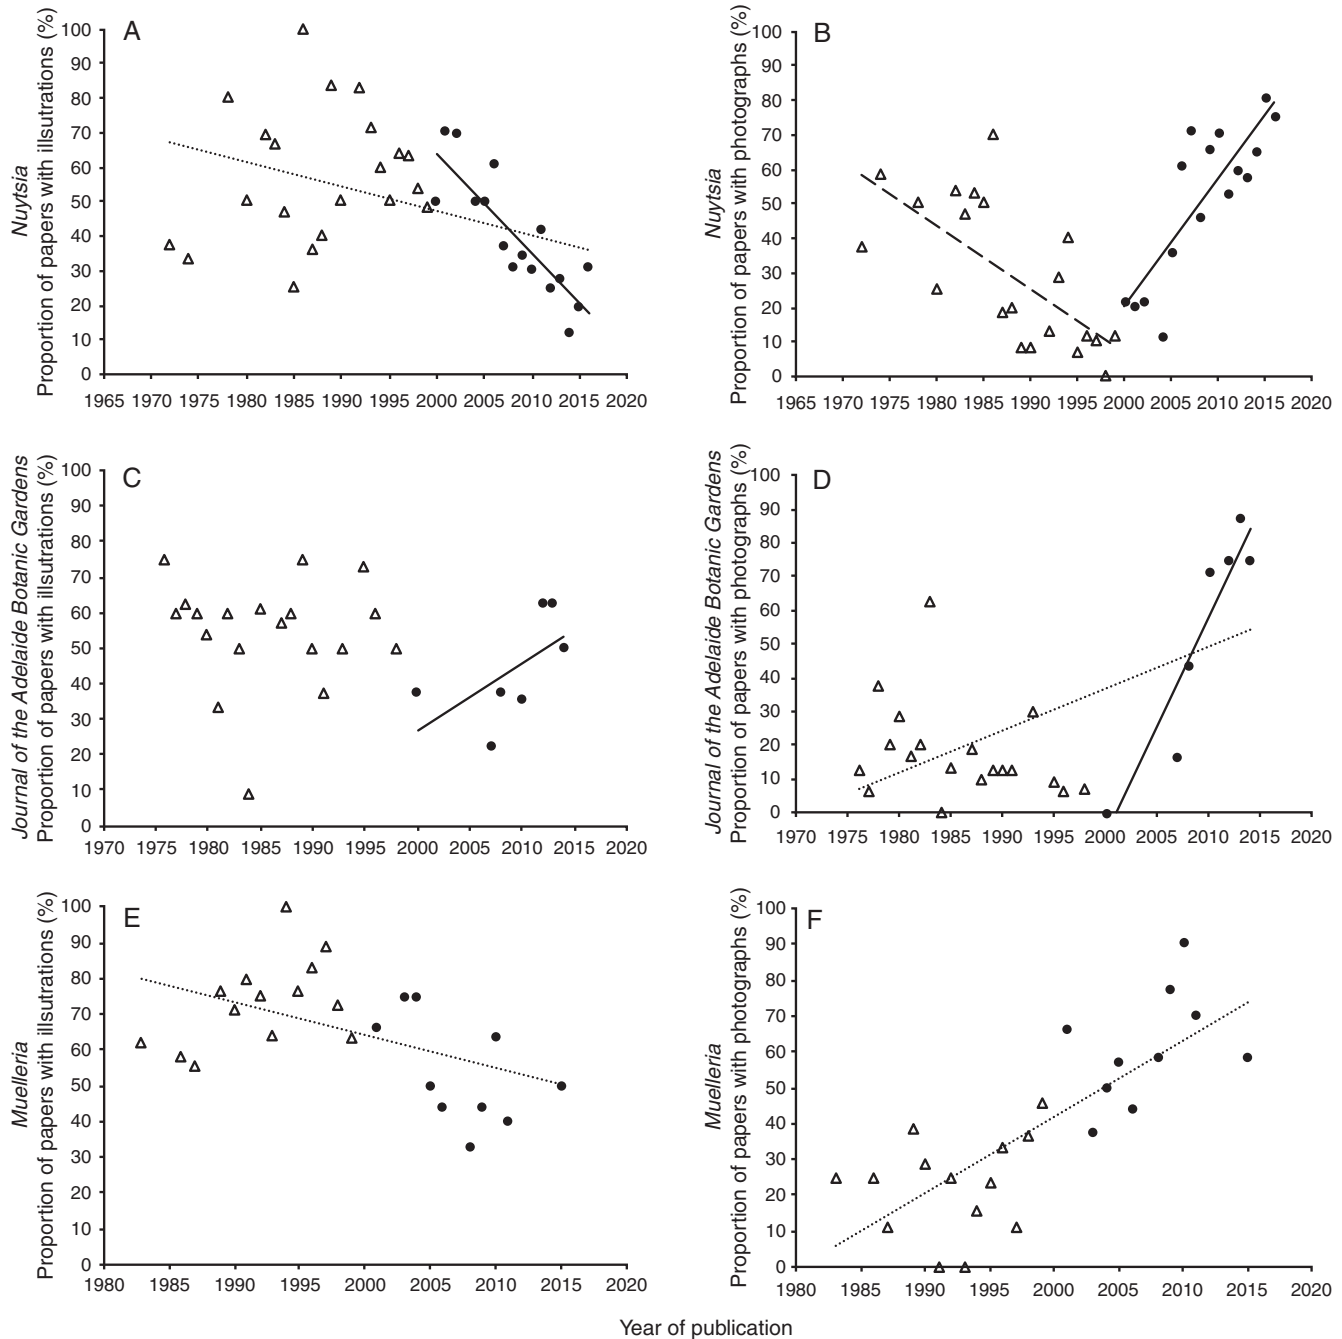 A
Nuytsia
Proportion of papers with illsutrations (%)
100
90
80
70
60
50
40
30
20
10
0
1965 1970 1975 1980 1985 1990 1995 2000 2005 2010 2015 2020
B
Nuytsia
Proportion of papers with photographs (%)
100
90
80
70
60
50
40
30
20
10
0
1965 1970 1975 1980 1985 1990 1995 2000 2005 2010 2015 2020
C
Journal of the Adelaide Botanic Gardens
Proportion of papers with illsutrations (%)
100
90
80
70
60
50
40
30
20
10
0
1970 1975 1980 1985 1990 1995 2000 2005 2010 2015 2020
D
Journal of the Adelaide Botanic Gardens
Proportion of papers with photographs (%)
100
90
80
70
60
50
40
30
20
10
0
1970 1975 1980 1985 1990 1995 2000 2005 2010 2015 2020
E
Muelleria
Proportion of papers with illsutrations (%)
100
90
80
70
60
50
40
30
20
10
0
1980 1985 1990 1995 2000 2005 2010 2015 2020
F
Muelleria
Proportion of papers with photographs (%)
100
90
80
70
60
50
40
30
20
10
0
1980 1985 1990 1995 2000 2005 2010 2015 2020
Year of publication